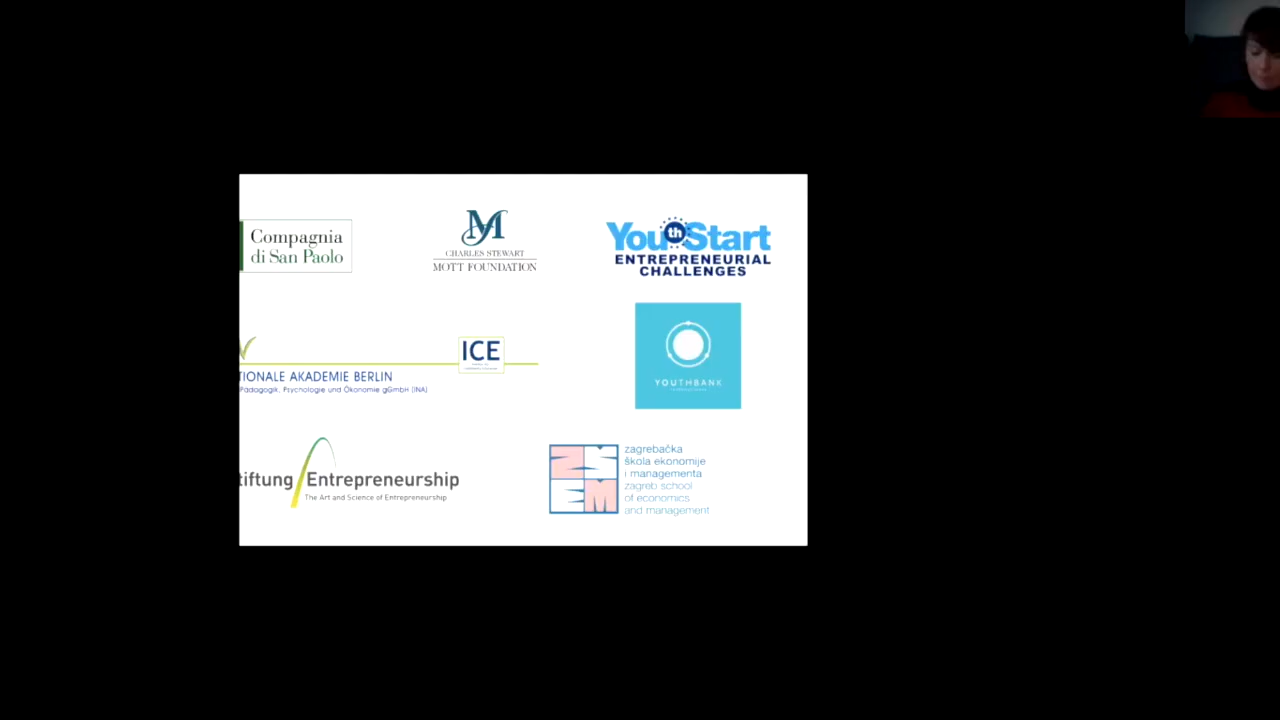 Compagnia
di San Paolo
CHARLES STEWART
MOTT FOUNDATION
YouthStart
ENTREPRENEURIAL
CHALLENGES
ICE
TIONALE AKADEMIE BERLIN
Pädagogik, Psychologie und Ökonomie gGmbH (INA)
YOUTHBANK
tiftung Entrepreneurship
The Art and Science of Entrepreneurship
ZS
EM
zagrebačka
škola ekonomije
i managementa
zagreb school
of economics
and management